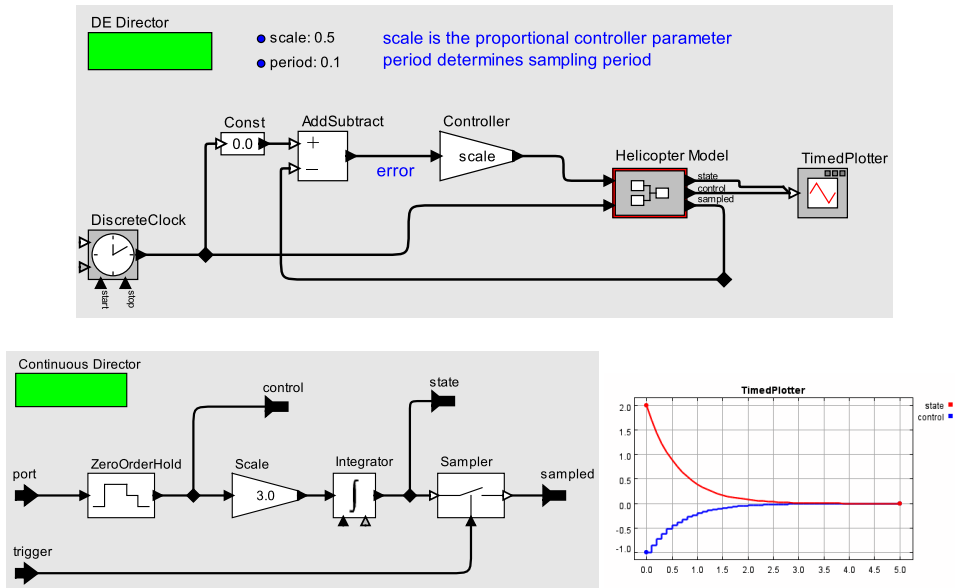 DE Director
scale: 0.5
scale is the proportional controller parameter
period: 0.1
period determines sampling period
Const
0.0
AddSubtract
+
–
error
Controller
scale
Helicopter Model
state
control
sampled
TimedPlotter
DiscreteClock
start
stop
Continuous Director
control
state
port
ZeroOrderHold
Scale
3.0
Integrator
∫
Sampler
sampled
trigger
TimedPlotter
state
control
2.0
1.5
1.0
0.5
0.0
-0.5
-1.0
0.0 0.5 1.0 1.5 2.0 2.5 3.0 3.5 4.0 4.5 5.0